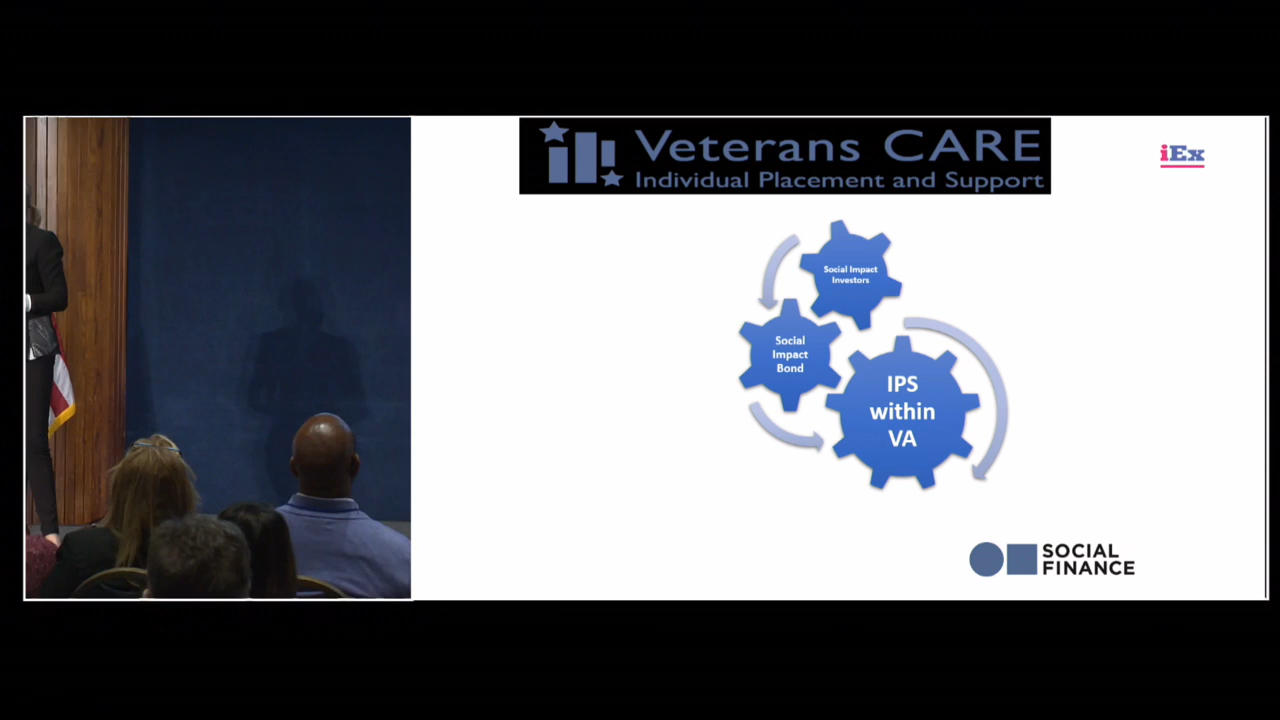 Veterans CARE
Individual Placement and Support
iEx
Social Impact
Investors
Social
Impact
Bond
IPS
within
VA
SOCIAL
FINANCE